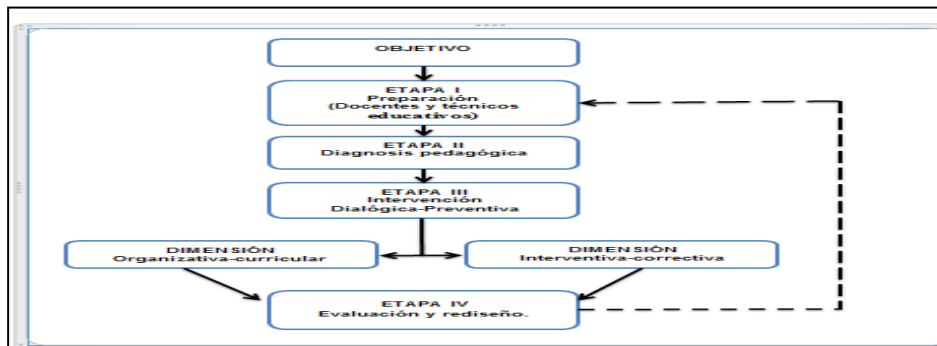 OBJETIVO
ETAPA I
Preparación
(Docentes y técnicos
educativos)
ETAPA II
Diagnosis pedagógica
ETAPA III
Intervención
Dialógica-Preventiva
DIMENSIÓN
Organizativa-curricular
DIMENSIÓN
Interventiva-correctiva
ETAPA IV
Evaluación y rediseño.